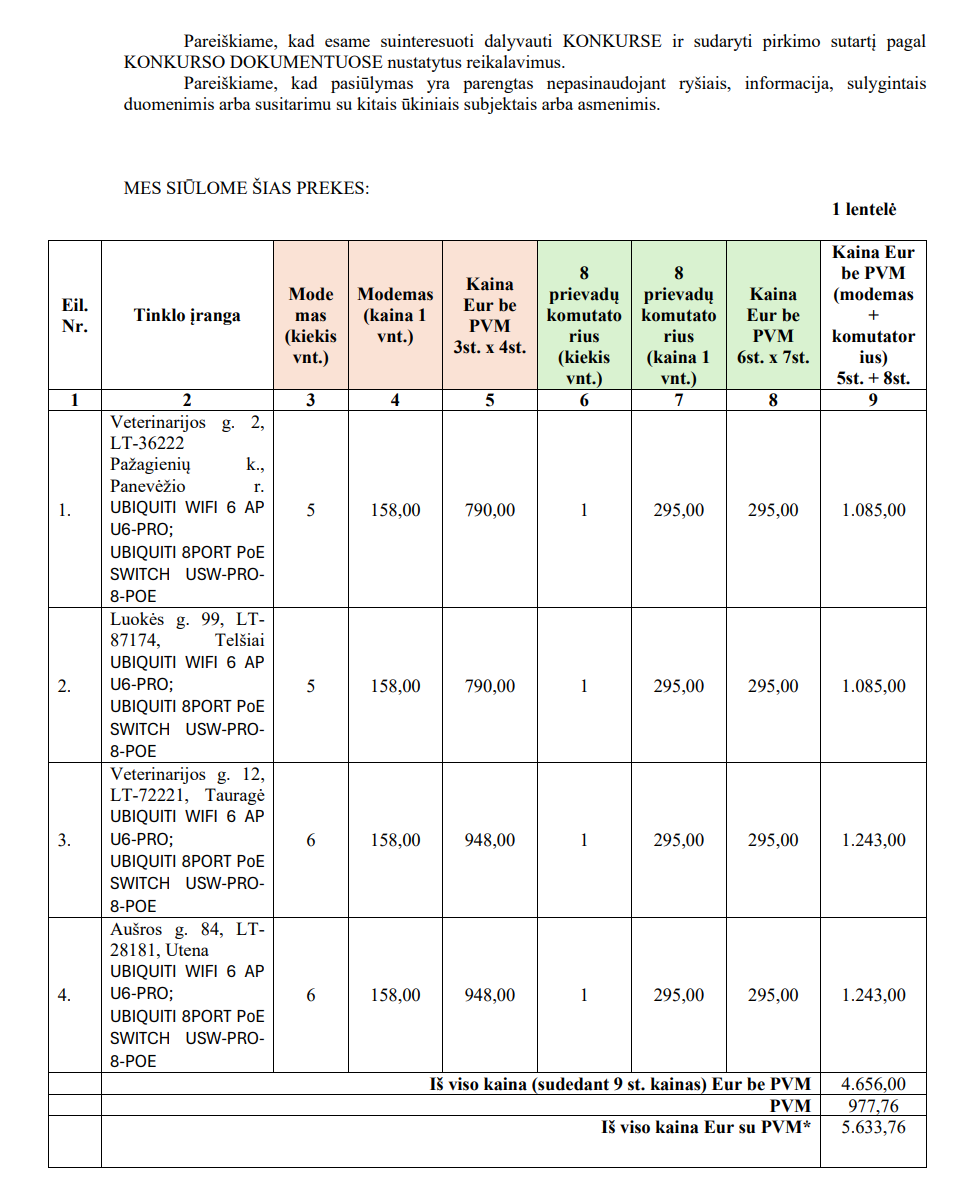 Pareiškiame, kad esame suinteresuoti dalyvauti KONKURSE ir sudaryti pirkimo sutartį pagal
KONKURSO DOKUMENTUOSE nustatytus reikalavimus.
Pareiškiame, kad pasiūlymas yra parengtas nepasinaudojant ryšiais, informacija, sulygintais
duomenimis arba susitarimu su kitais ūkiniais subjektais arba asmenimis.
MES SIŪLOME ŠIAS PREKES:
1 lentelė
Eil.
Nr.
Tinklo įranga
Mode
mas
(kiekis
vnt.)
Modemas
(kaina 1
vnt.)
Kaina
Eur be
PVM
3st. x 4st.
8
prievadų
komutato
rius
(kiekis
vnt.)
8
prievadų
komutato
rius
(kaina 1
vnt.)
Kaina
Eur be
PVM
6st. x 7st.
Kaina Eur
be PVM
(modemas
+
komutator
ius)
5st. + 8st.
1 2 3 4 5 6 7 8 9
1.
Veterinarijos g. 2,
LT-36222
Pažagienių k.,
Panevėžio r.
UBIQUITI WIFI 6 AP
U6-PRO;
UBIQUITI 8PORT PoE
SWITCH USW-PRO-
8-POE
5 158,00 790,00 1 295,00 295,00 1.085,00
2.
Luokės g. 99, LT-
87174, Telšiai
UBIQUITI WIFI 6 AP
U6-PRO;
UBIQUITI 8PORT PoE
SWITCH USW-PRO-
8-POE
5 158,00 790,00 1 295,00 295,00 1.085,00
3.
Veterinarijos g. 12,
LT-72221, Tauragė
UBIQUITI WIFI 6 AP
U6-PRO;
UBIQUITI 8PORT PoE
SWITCH USW-PRO-
8-POE
6 158,00 948,00 1 295,00 295,00 1.243,00
4.
Aušros g. 84, LT-
28181, Utena
UBIQUITI WIFI 6 AP
U6-PRO;
UBIQUITI 8PORT PoE
SWITCH USW-PRO-
8-POE
6 158,00 948,00 1 295,00 295,00 1.243,00
Iš viso kaina (sudedant 9 st. kainas) Eur be PVM 4.656,00
PVM 977,76
Iš viso kaina Eur su PVM* 5.633,76